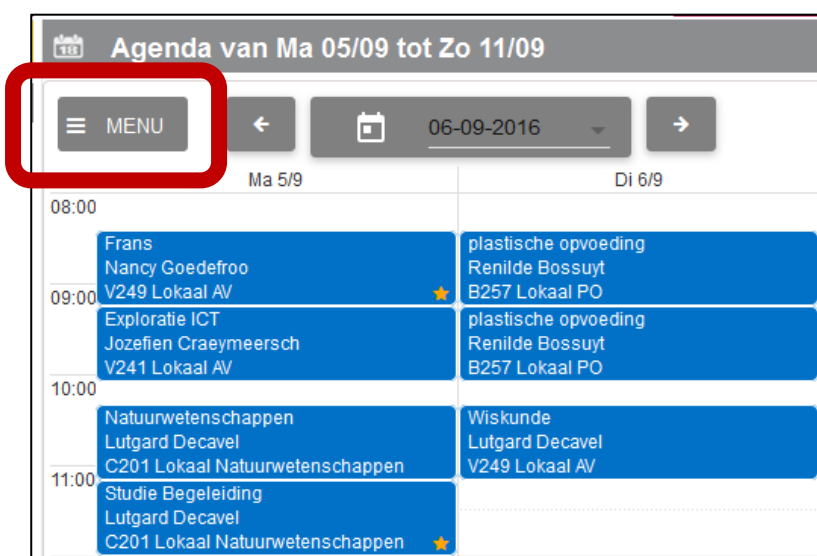 18 Agenda van Ma 05/09 tot Zo 11/09
MENU 06-09-2016
Ma 5/9 Di 6/9
08:00
Frans
Nancy Goedefroo
V249 Lokaal AV
plastische opvoeding
Renilde Bossuyt
B257 Lokaal PO
09:00
Exploratie ICT
Jozefien Craeymeersch
V241 Lokaal AV
plastische opvoeding
Renilde Bossuyt
B257 Lokaal PO
10:00
Natuurwetenschappen
Lutgard Decavel
C201 Lokaal Natuurwetenschappen
Wiskunde
Lutgard Decavel
V249 Lokaal AV
11:00
Studie Begeleiding
Lutgard Decavel
C201 Lokaal Natuurwetenschappen